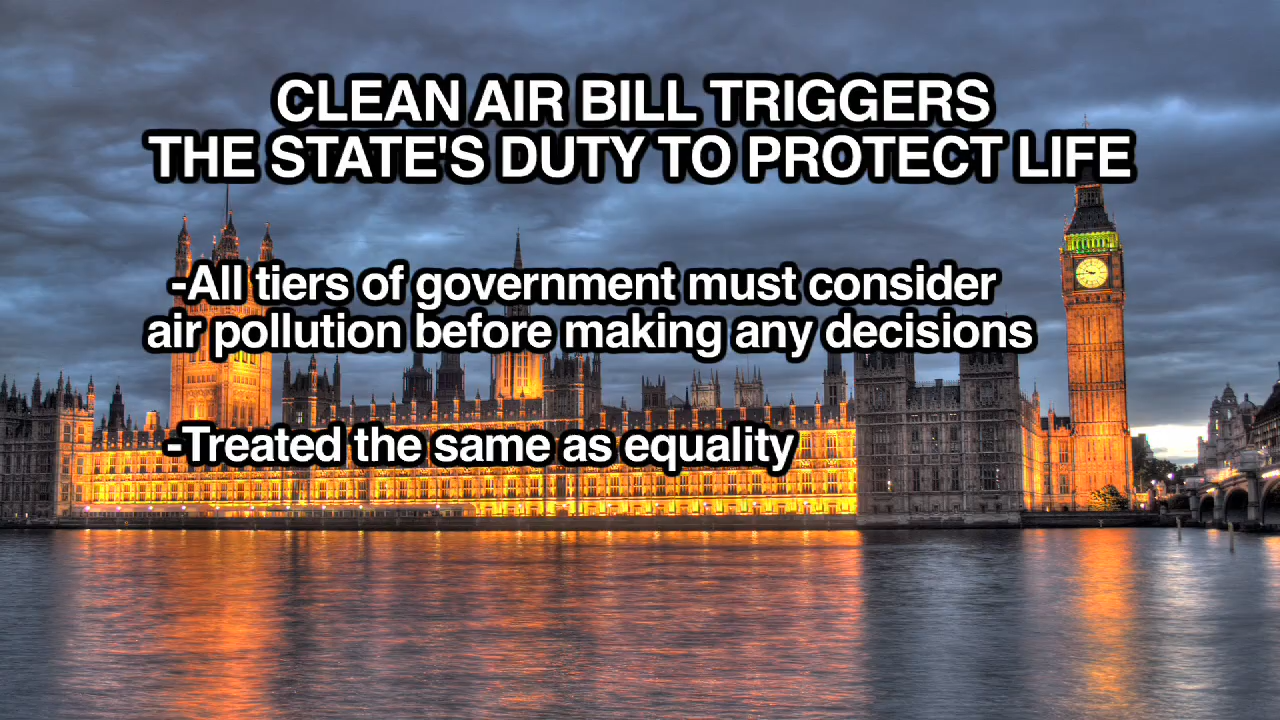 CLEAN AIR BILL TRIGGERS
THE STATE'S DUTY TO PROTECT LIFE
-All tiers of government must consider
air pollution before making any decisions
-Treated the same as equality